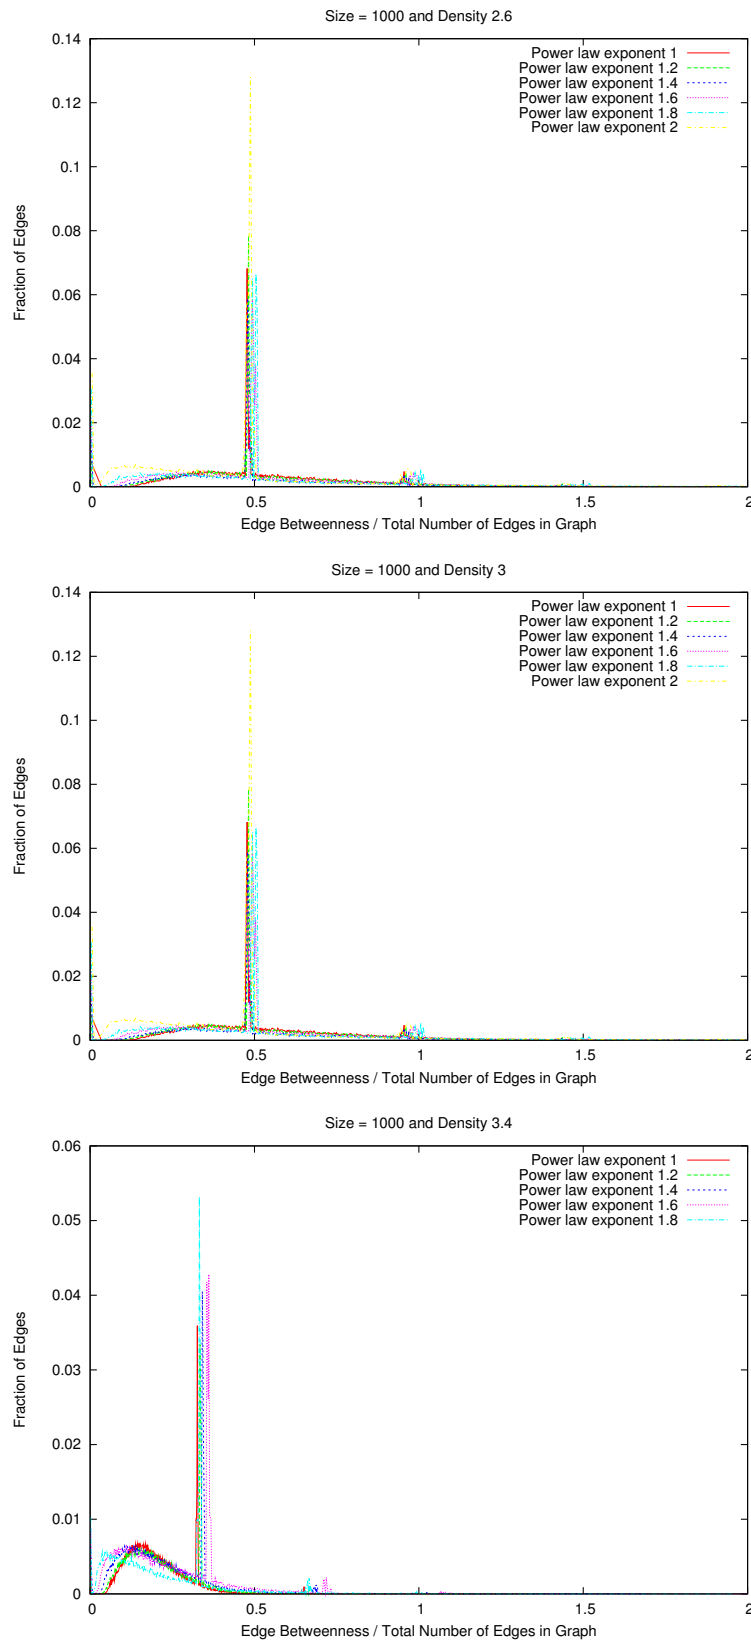 Size = 1000 and Density 2.6
0.14
0.12
0.1
0.08
0.06
0.04
0.02
0
Fraction of Edges
Power law exponent 1
Power law exponent 1.2
Power law exponent 1.4
Power law exponent 1.6
Power law exponent 1.8
Power law exponent 2
0 0.5 1 1.5 2
Edge Betweenness / Total Number of Edges in Graph
Size = 1000 and Density 3
0.14
0.12
0.1
0.08
0.06
0.04
0.02
0
Fraction of Edges
Power law exponent 1
Power law exponent 1.2
Power law exponent 1.4
Power law exponent 1.6
Power law exponent 1.8
Power law exponent 2
0 0.5 1 1.5 2
Edge Betweenness / Total Number of Edges in Graph
Size = 1000 and Density 3.4
0.06
0.05
0.04
0.03
0.02
0.01
0
Fraction of Edges
Power law exponent 1
Power law exponent 1.2
Power law exponent 1.4
Power law exponent 1.6
Power law exponent 1.8
0 0.5 1 1.5 2
Edge Betweenness / Total Number of Edges in Graph